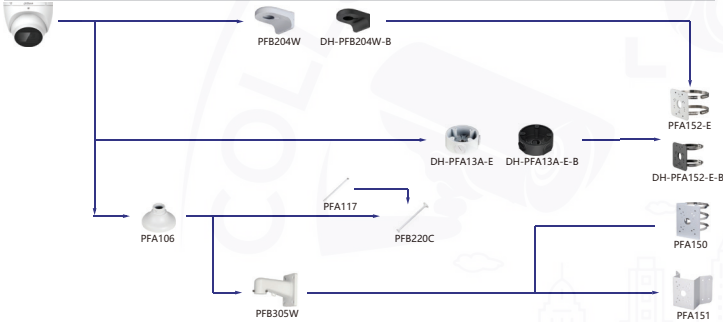 PFB204W
DH-PFB204W-B
PFA152-E
DH-PFA13A-E
DH-PFA13A-E-B
DH-PFA152-E-B
PFA117
PFA106
PFB220C
PFA150
PFB305W
PFA151